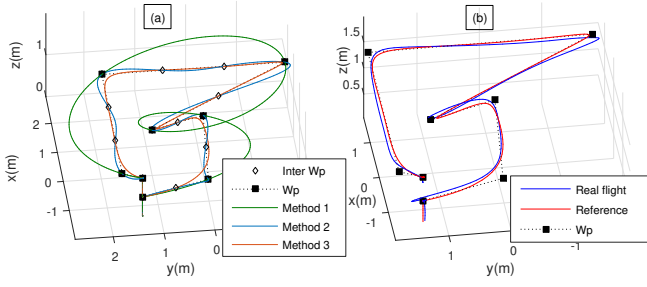 (a)
z(m)
1
0
2
1
0
-1
x(m)
2
1
0
y(m)
Inter Wp
Wp
Method 1
Method 2
Method 3
(b)
z(m)
1.5
1
0.5
1
0
-1
x(m)
1
0
-1
y(m)
Real flight
Reference
Wp